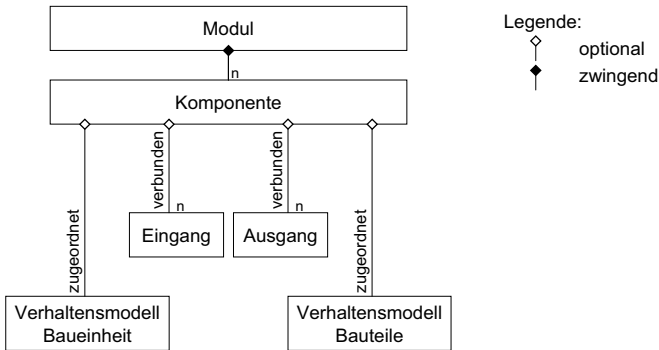 Modul
n
Komponente
zugeordnet
verbunden
n
verbunden
n
zugeordnet
Eingang
Ausgang
Verhaltensmodell
Baueinheit
Verhaltensmodell
Bauteile
Legende:
optional
zwingend